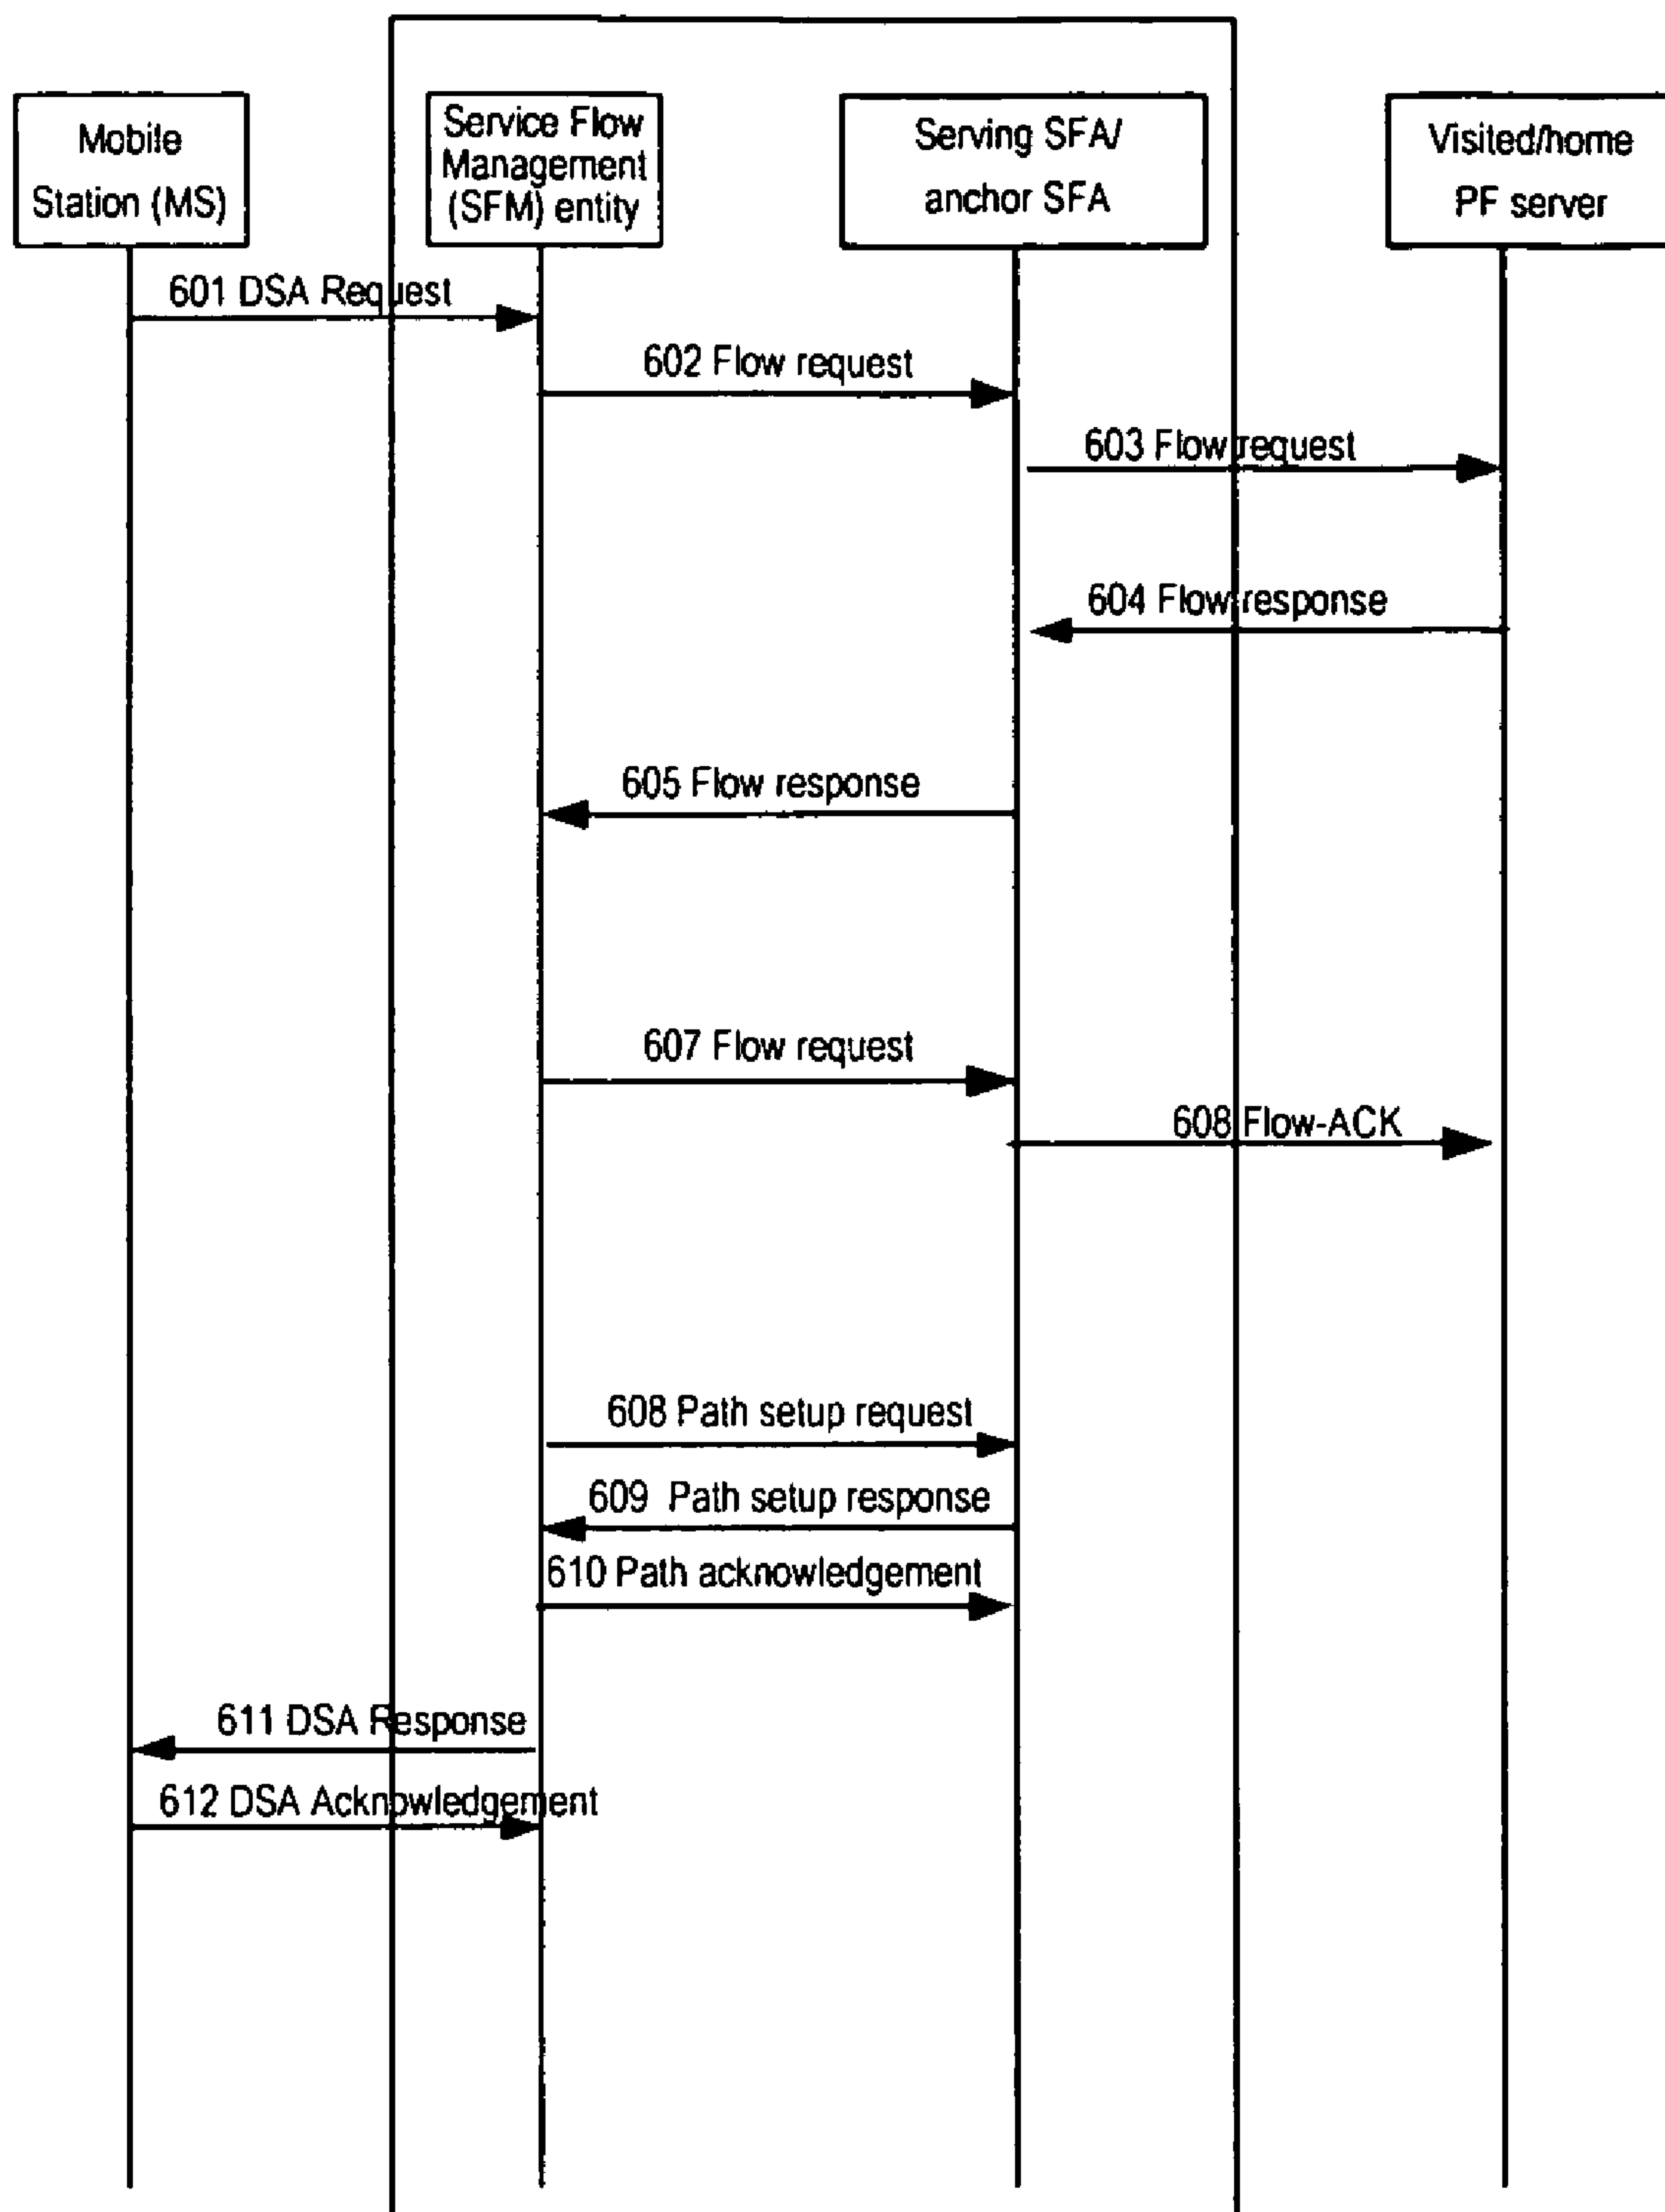 Mobile
Station (MS)
Service Flow
Management
(SFM) entity
Serving SFA/
anchor SFA
Visited/home
PF server
601 DSA Request
602 Flow request
603 Flow request
604 Flow response
605 Flow response
607 Flow request
608 Flow-ACK
608 Path setup request
609 Path setup response
610 Path acknowledgement
611 DSA Response
612 DSA Acknowledgement